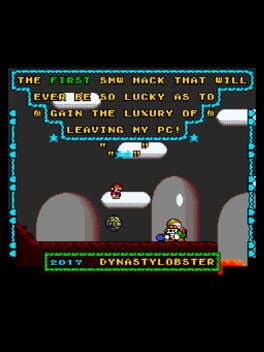 THE FIRST SMW HACK THAT WILL
EVER BE SO LUCKY AS TO
@ GAIN THE LUXURY OF @
LEAVING MY PC!
2017 DYNASTYLOBSTER